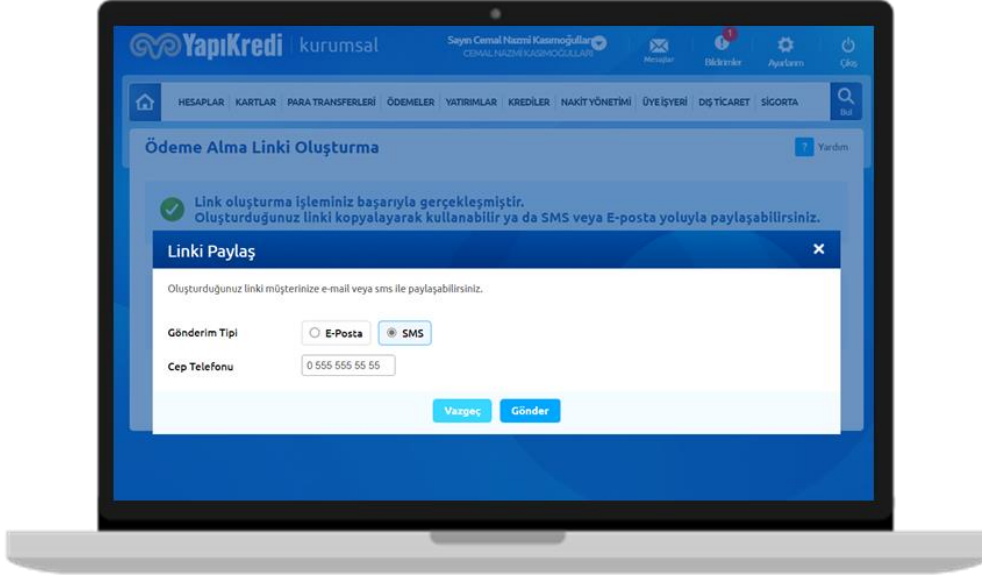 YapıKredi kurumsal
Sayın Cemal Nazmi Kasımoğulları
CEMAL NAZMİ KASIMOĞULLARI
Mesajlar
1
Bildirimler
Ayarlarım
Çıkış
HESAPLAR KARTLAR PARA TRANSFERLERİ ÖDEMELER YATIRIMLAR KREDİLER NAKİT YÖNETİMİ ÜYE İŞYERİ DIŞ TİCARET SİGORTA
Bul
Ödeme Alma Linki Oluşturma
? Yardım
Link oluşturma işleminiz başarıyla gerçekleşmiştir.
Oluşturduğunuz linki kopyalayarak kullanabilir ya da SMS veya E-posta yoluyla paylaşabilirsiniz.
Linki Paylaş
Oluşturduğunuz linki müşterinize e-mail veya sms ile paylaşabilirsiniz.
Gönderim Tipi E-Posta SMS
Cep Telefonu 0 555 555 55 55
Vazgeç Gönder